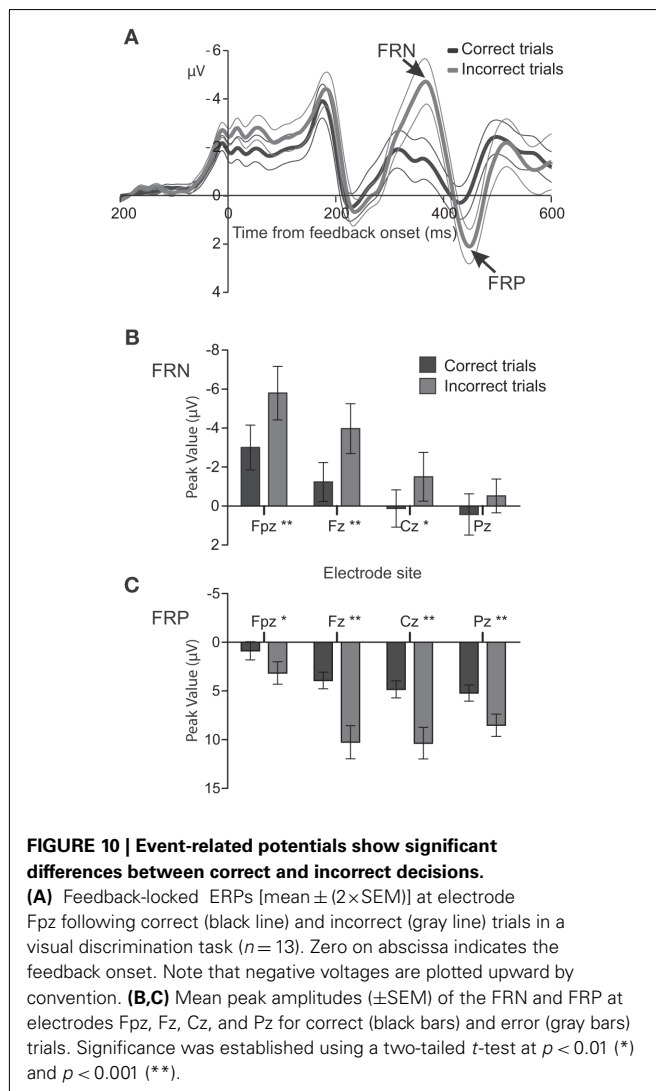 A
-6
-4
-2
0
2
4
µV
FRN
Correct trials
Incorrect trials
200 0 200 400 600
Time from feedback onset (ms)
FRP
B
FRN
-8
-6
-4
-2
0
2
Peak Value (µV)
Correct trials
Incorrect trials
Fpz ** Fz ** Cz * Pz
Electrode site
C
FRP
-5
0
5
10
15
Peak Value (µV)
Fpz * Fz ** Cz ** Pz **
FIGURE 10 | Event-related potentials show significant
differences between correct and incorrect decisions.
(A) Feedback-locked ERPs [mean ± (2×SEM)] at electrode
Fpz following correct (black line) and incorrect (gray line) trials in a
visual discrimination task (n = 13). Zero on abscissa indicates the
feedback onset. Note that negative voltages are plotted upward by
convention. (B,C) Mean peak amplitudes (±SEM) of the FRN and FRP at
electrodes Fpz, Fz, Cz, and Pz for correct (black bars) and error (gray bars)
trials. Significance was established using a two-tailed t-test at p < 0.01 (*)
and p < 0.001 (**).